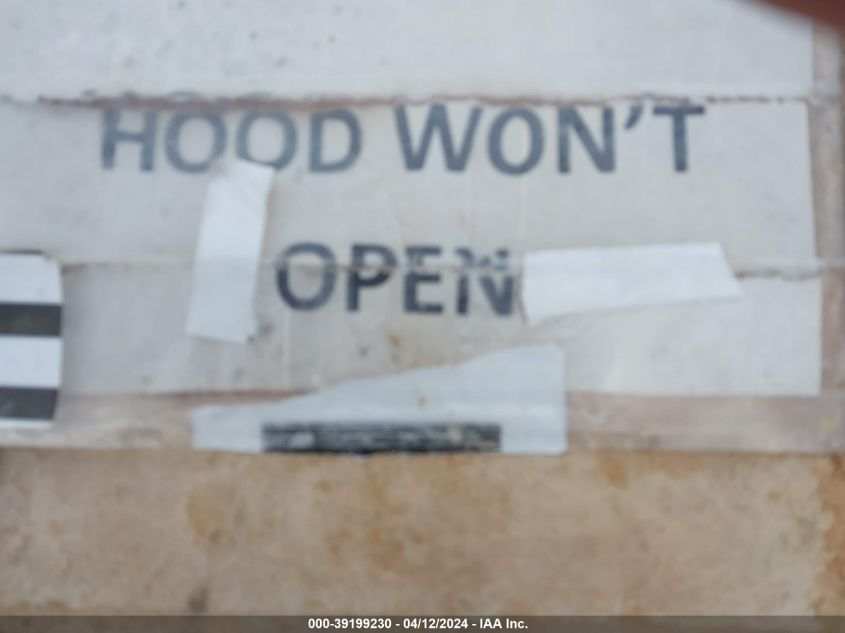 HOOD WON'T
OPEN
000-39199230 - 04/12/2024 - IAA Inc.